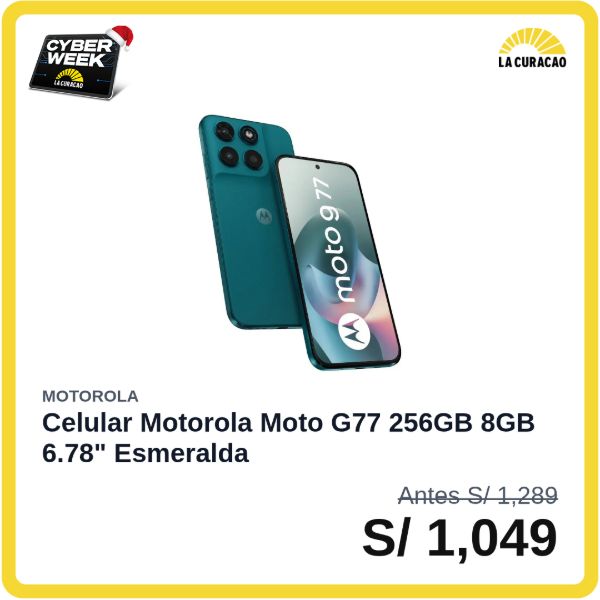 CYBER
WEEK
LA CURACAO
LA CURACAO
moto g77
MOTOROLA
Celular Motorola Moto G77 256GB 8GB
6.78" Esmeralda
Antes S/ 1,289
S/ 1,049